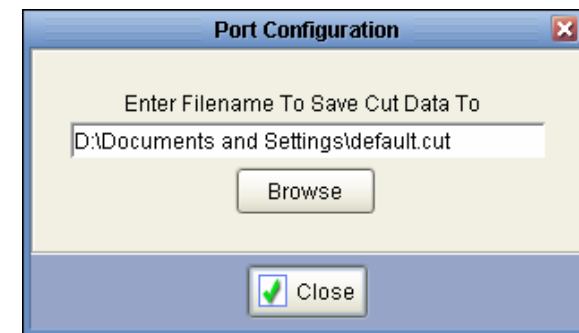 Port Configuration
Enter Filename To Save Cut Data To
D:\Documents and Settings\default.cut
Browse
Close